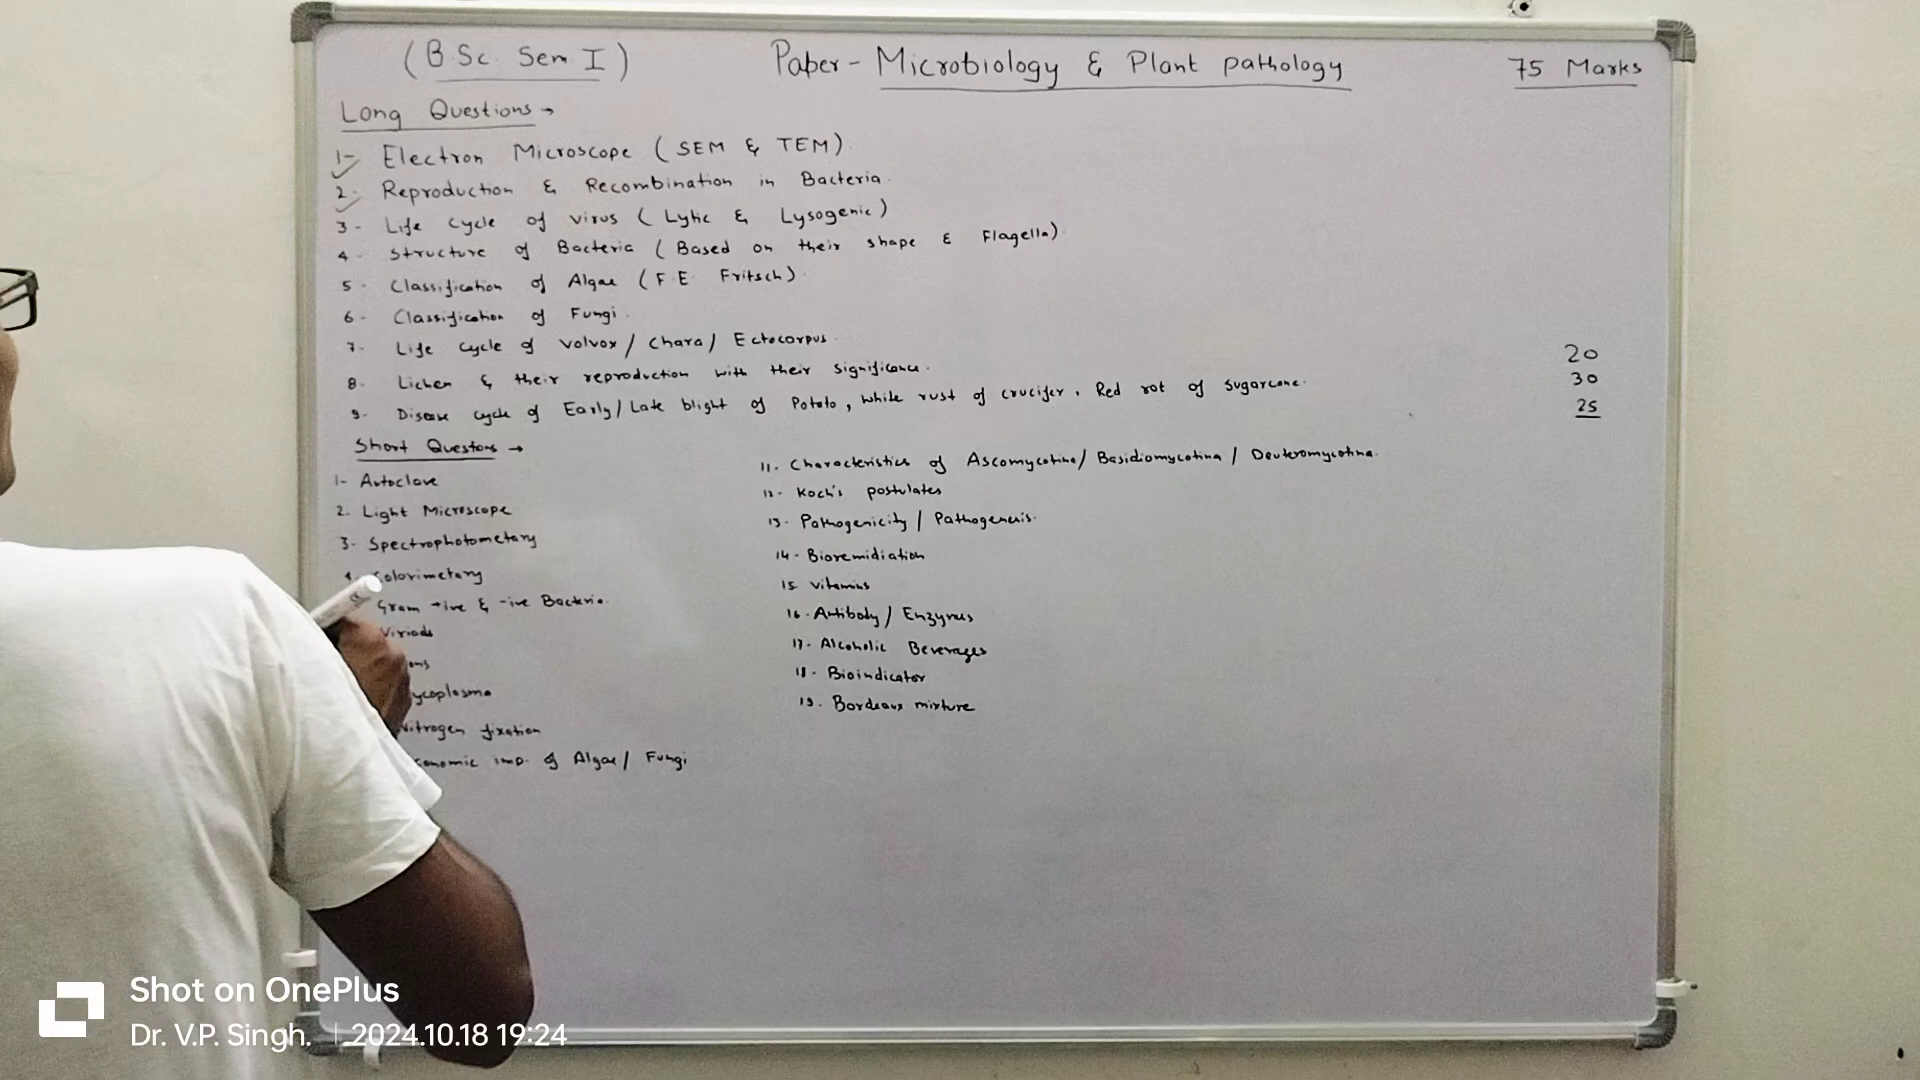 (B.Sc. Sem I)
Paper - Microbiology & Plant pathology
75 Marks
Long Questions →
1- Electron Microscope (SEM & TEM)
2- Reproduction & Recombination in Bacteria.
3- Life cycle of virus (Lytic & Lysogenic)
4- Structure of Bacteria (Based on their shape & Flagella)
5- Classification of Algae (F.E. Fritsch).
6- Classification of Fungi.
7- Life cycle of Volvox / Chara / Ectocarpus
8- Lichen & their reproduction with their significance.
9- Disease cycle of Early/Late blight of Potato, while rust of crucifer, Red rot of sugarcane.
20
30
25
Short Questions →
1- Autoclave
2. Light Microscope
3- Spectrophotometary
Colorimetary
Gram +ive & -ive Bacteria.
Viriods
ons
ycoplasma
Nitrogen fixation
conomic imp. of Algae / Fungi
11. Characteristics of Ascomycotina / Basidiomycotina / Deuteromycotina.
12- Koch's postulates
13- Pathogenicity / Pathogenesis.
14- Bioremidiation
15 Vitamins
16- Antibody / Enzymes
17- Alcoholic Beverages
18- Bioindicator
19. Bordeaux mixture
Shot on OnePlus
Dr. V.P. Singh. | 2024.10.18 19:24